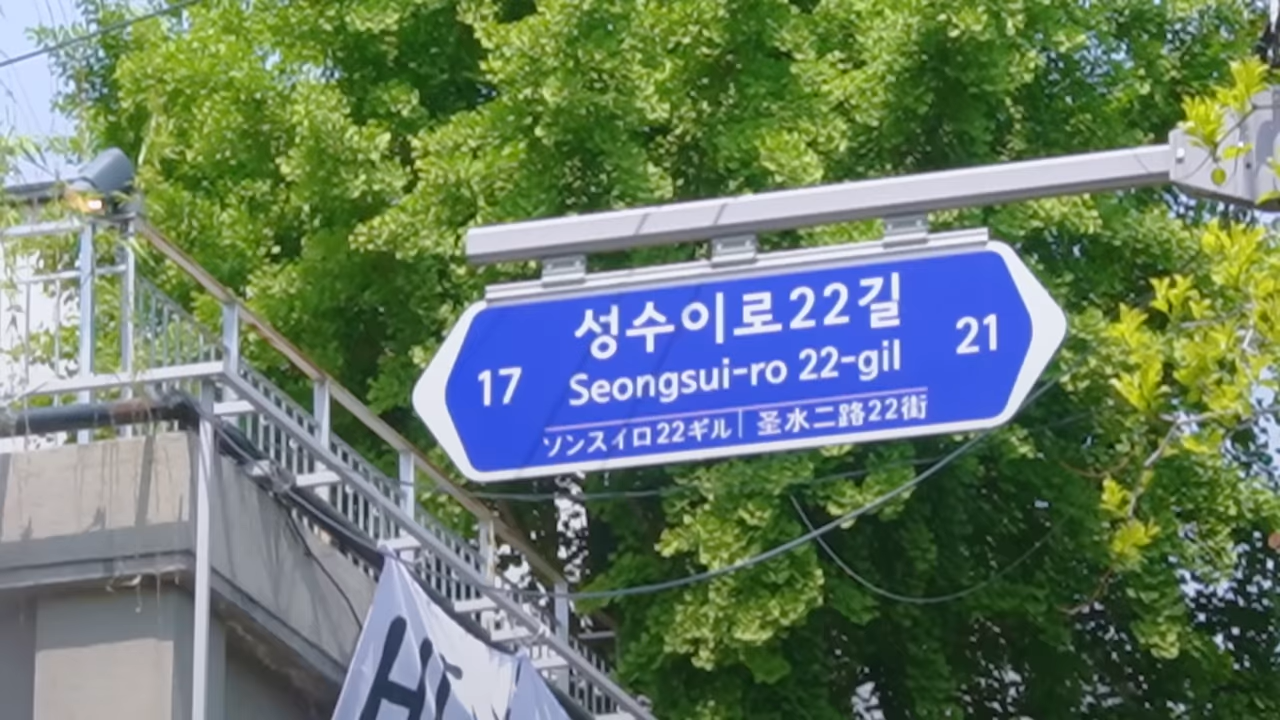 성수이로22길
17
Seongsui-ro 22-gil
21
ソンスイロ22ギル | 圣水二路22街